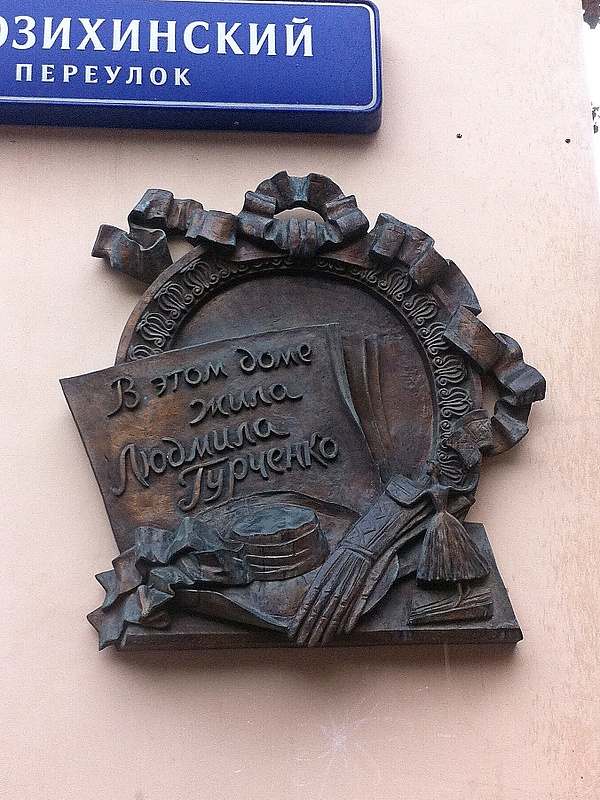 ОЗИХИНСКИЙ
ПЕРЕУЛОК
В этом доме
жила
Людмила
Гурченко